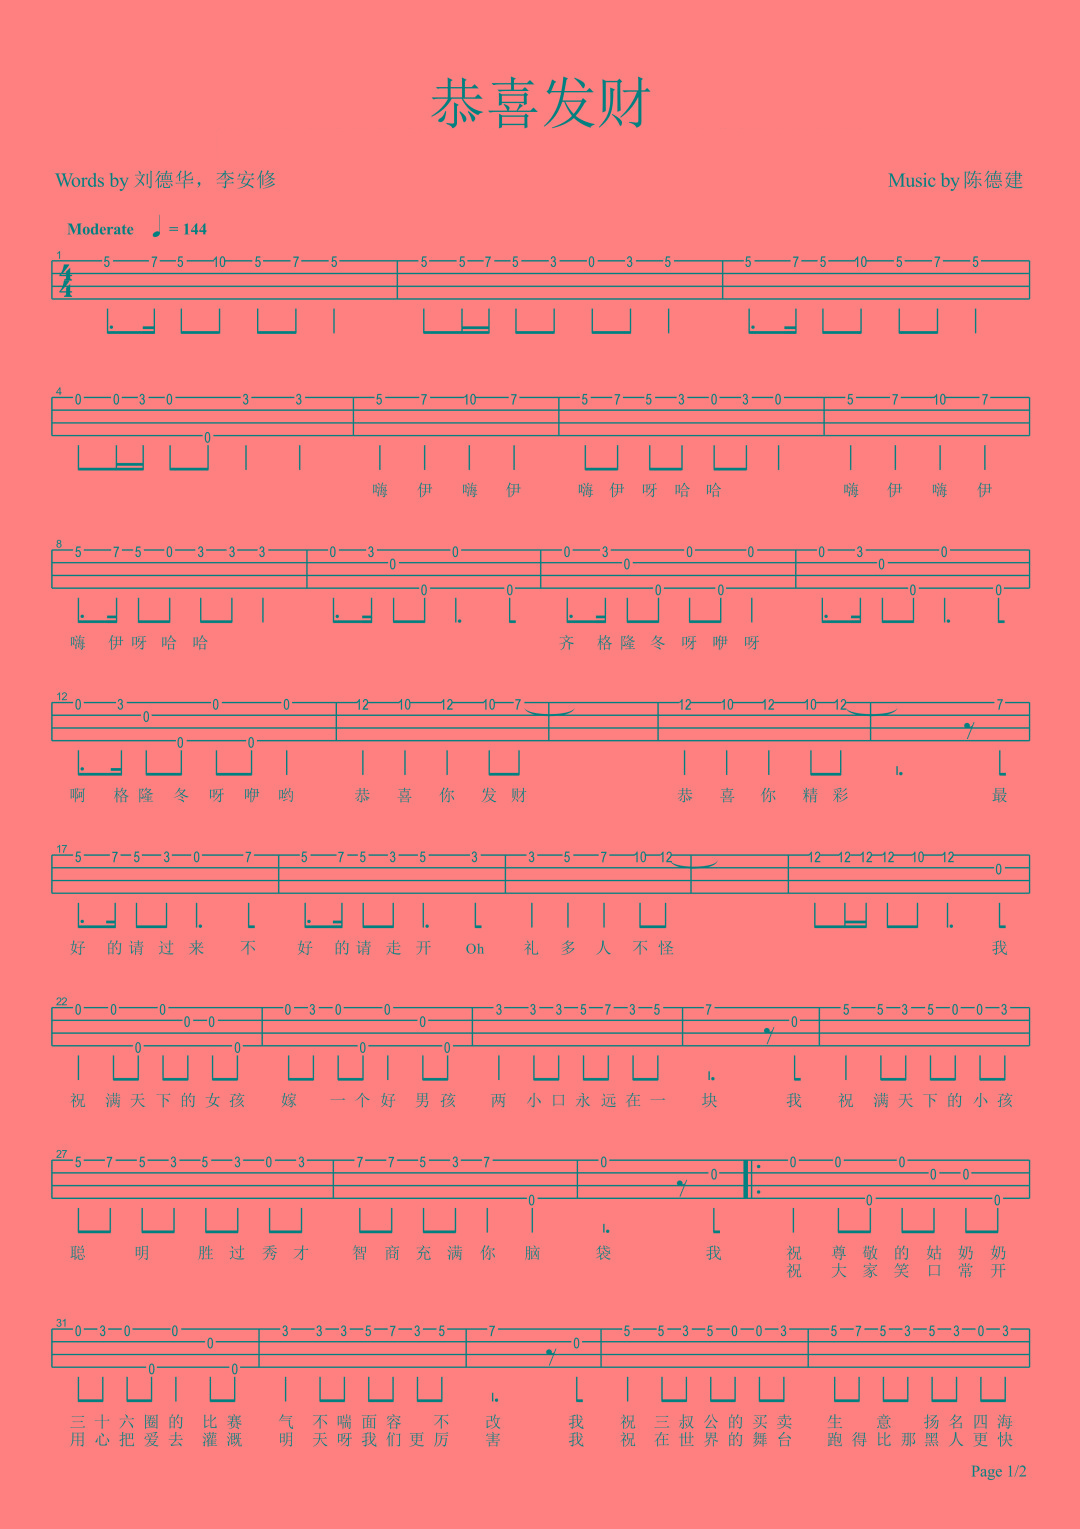 恭喜发财
Words by 刘德华，李安修
Music by 陈德建
Moderate = 144
1 4 4 5 7 5 10 5 7 5 5 5 7 5 3 0 3 5 5 7 5 10 5 7 5
4 0 0 3 0 0 3 3 5 7 10 7 5 7 5 3 0 3 0 5 7 10 7
嗨 伊 嗨 伊 嗨 伊 呀 哈 哈 嗨 伊 嗨 伊
8 5 7 5 0 3 3 3 0 3 0 0 0 0 0 3 0 0 0 0 0 0 3 0 0 0 0
嗨 伊 呀 哈 哈 齐 格 隆 冬 呀 咿 呀
12 0 3 0 0 0 0 0 12 10 12 10 7 12 10 12 10 12 7
啊 格 隆 冬 呀 咿 哟 恭 喜 你 发 财 恭 喜 你 精 彩 最
17 5 7 5 3 0 7 5 7 5 3 5 3 3 5 7 10 12 12 12 12 12 10 12 0
好 的 请 过 来 不 好 的 请 走 开 Oh 礼 多 人 不 怪 我
22 0 0 0 0 0 0 0 0 3 0 0 0 0 0 3 3 3 5 7 3 5 7 0 5 5 3 5 0 0 3
祝 满 天 下 的 女 孩 嫁 一 个 好 男 孩 两 小 口 永 远 在 一 块 我 祝 满 天 下 的 小 孩
27 5 7 5 3 5 3 0 3 7 7 5 3 7 0 0 0 0 0 0 0 0 0 0
聪 明 胜 过 秀 才 智 商 充 满 你 脑 袋 我 祝 尊 敬 的 姑 奶 奶
祝 大 家 笑 口 常 开
31 0 3 0 0 0 0 0 3 3 3 5 7 3 5 7 0 5 5 3 5 0 0 3 5 7 5 3 5 3 0 3
三 十 六 圈 的 比 赛 气 不 喘 面 容 不 改 我 祝 三 叔 公 的 买 卖 生 意 扬 名 四 海
用 心 把 爱 去 灌 溉 明 天 呀 我 们 更 厉 害 我 祝 在 世 界 的 舞 台 跑 得 比 那 黑 人 更 快
Page 1/2